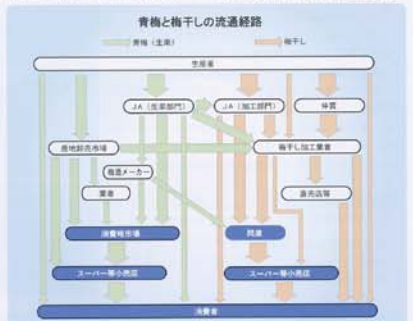 青梅と梅干しの流通経路
青梅（生果）
梅干し
生産者
JA（生果部門）
JA（加工部門）
仲買
産地卸売市場
梅干し加工業者
梅酒メーカー
業者
直売店等
消費地市場
問屋
スーパー等小売店
スーパー等小売店
消費者